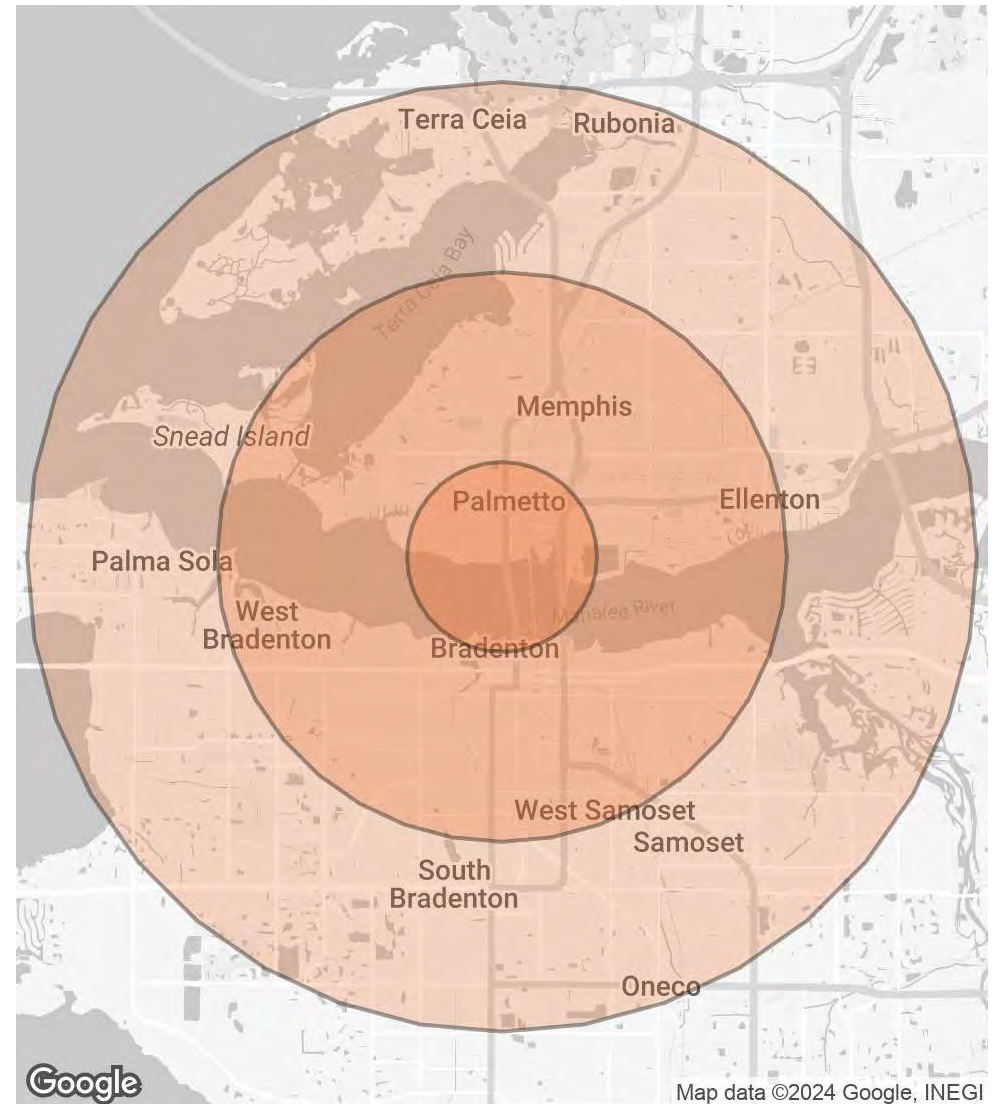 Terra Ceia
Rubonia
Terra Ceia Bay
Memphis
Snead Island
Palmetto
Ellenton
Palma Sola
West
Bradenton
Manatee River
Bradenton
West Samoset
Samoset
South
Bradenton
Oneco
Google
Map data ©2024 Google, INEGI